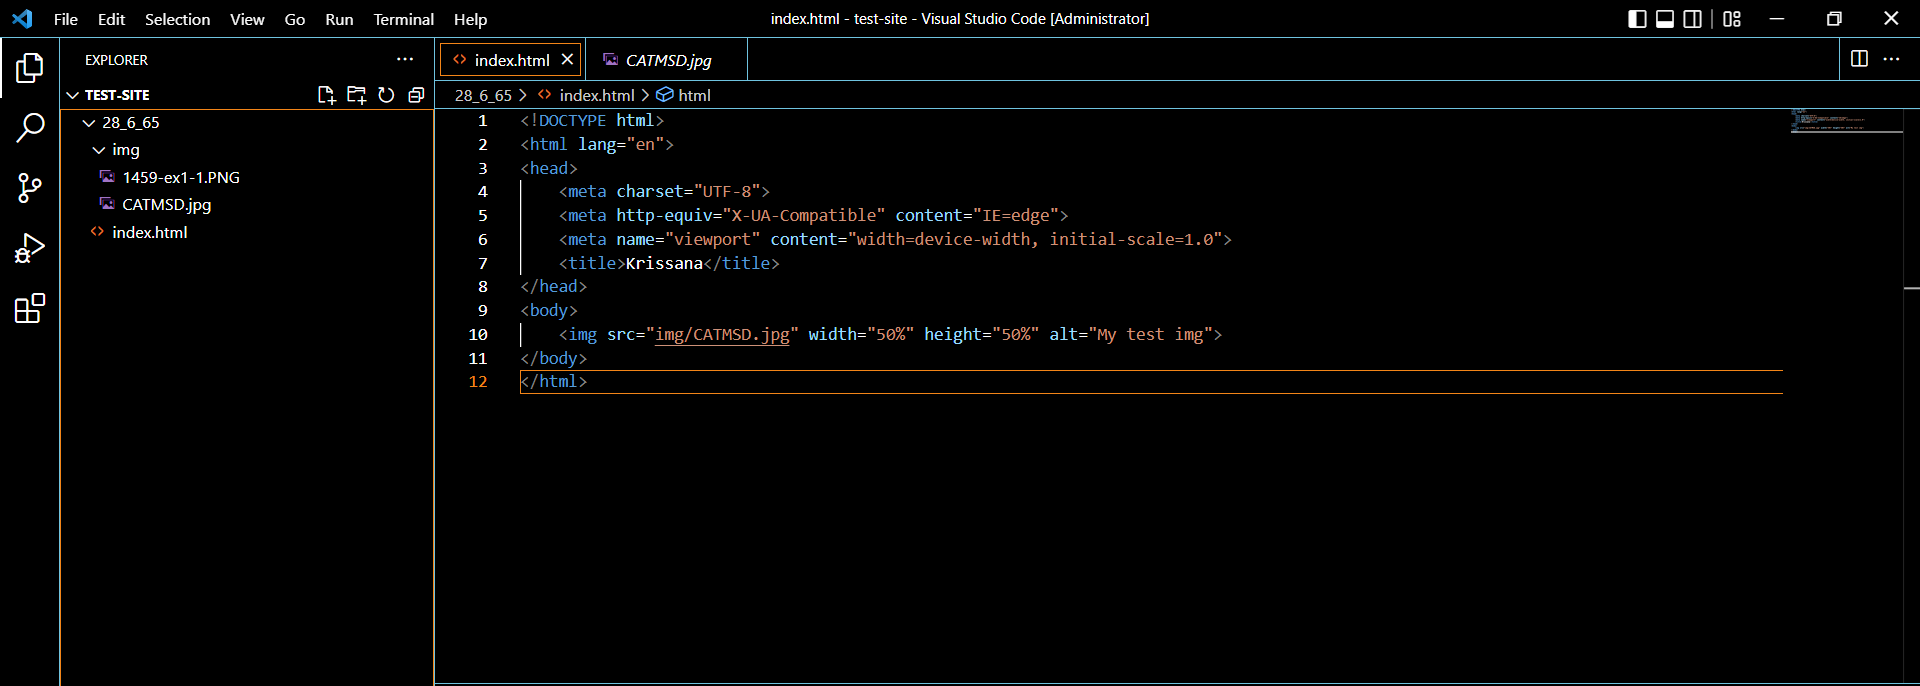 File Edit Selection View Go Run Terminal Help
index.html - test-site - Visual Studio Code [Administrator]
EXPLORER
TEST-SITE
28_6_65
img
1459-ex1-1.PNG
CATMSD.jpg
index.html
index.html
CATMSD.jpg
28_6_65 > index.html > html
1 <!DOCTYPE html>
2 <html lang="en">
3 <head>
4 <meta charset="UTF-8">
5 <meta http-equiv="X-UA-Compatible" content="IE=edge">
6 <meta name="viewport" content="width=device-width, initial-scale=1.0">
7 <title>Krissana</title>
8 </head>
9 <body>
10 <img src="img/CATMSD.jpg" width="50%" height="50%" alt="My test img">
11 </body>
12 </html>